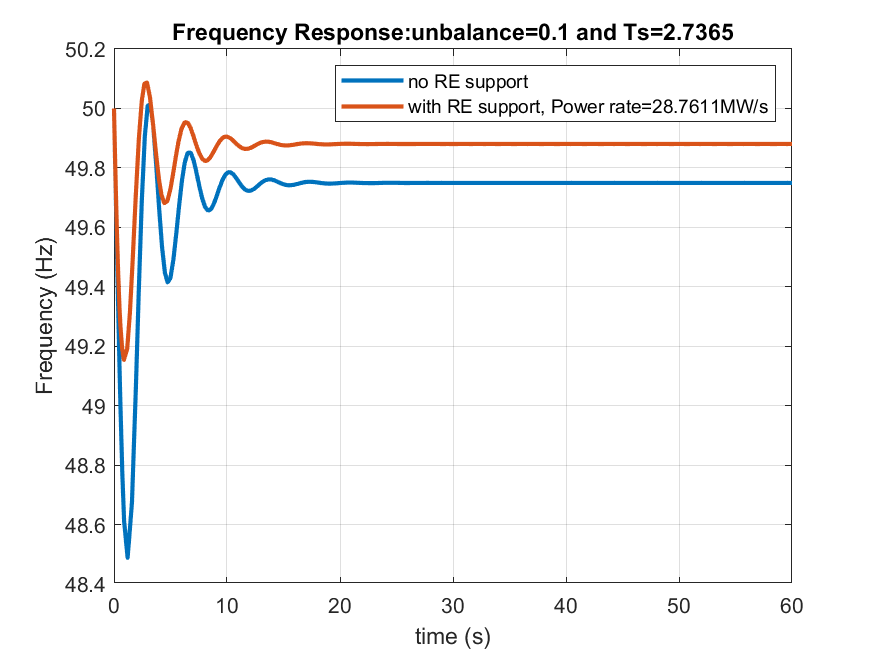 Frequency Response:unbalance=0.1 and Ts=2.7365
no RE support
with RE support, Power rate=28.7611MW/s
Frequency (Hz)
50.2
50
49.8
49.6
49.4
49.2
49
48.8
48.6
48.4
0 10 20 30 40 50 60
time (s)